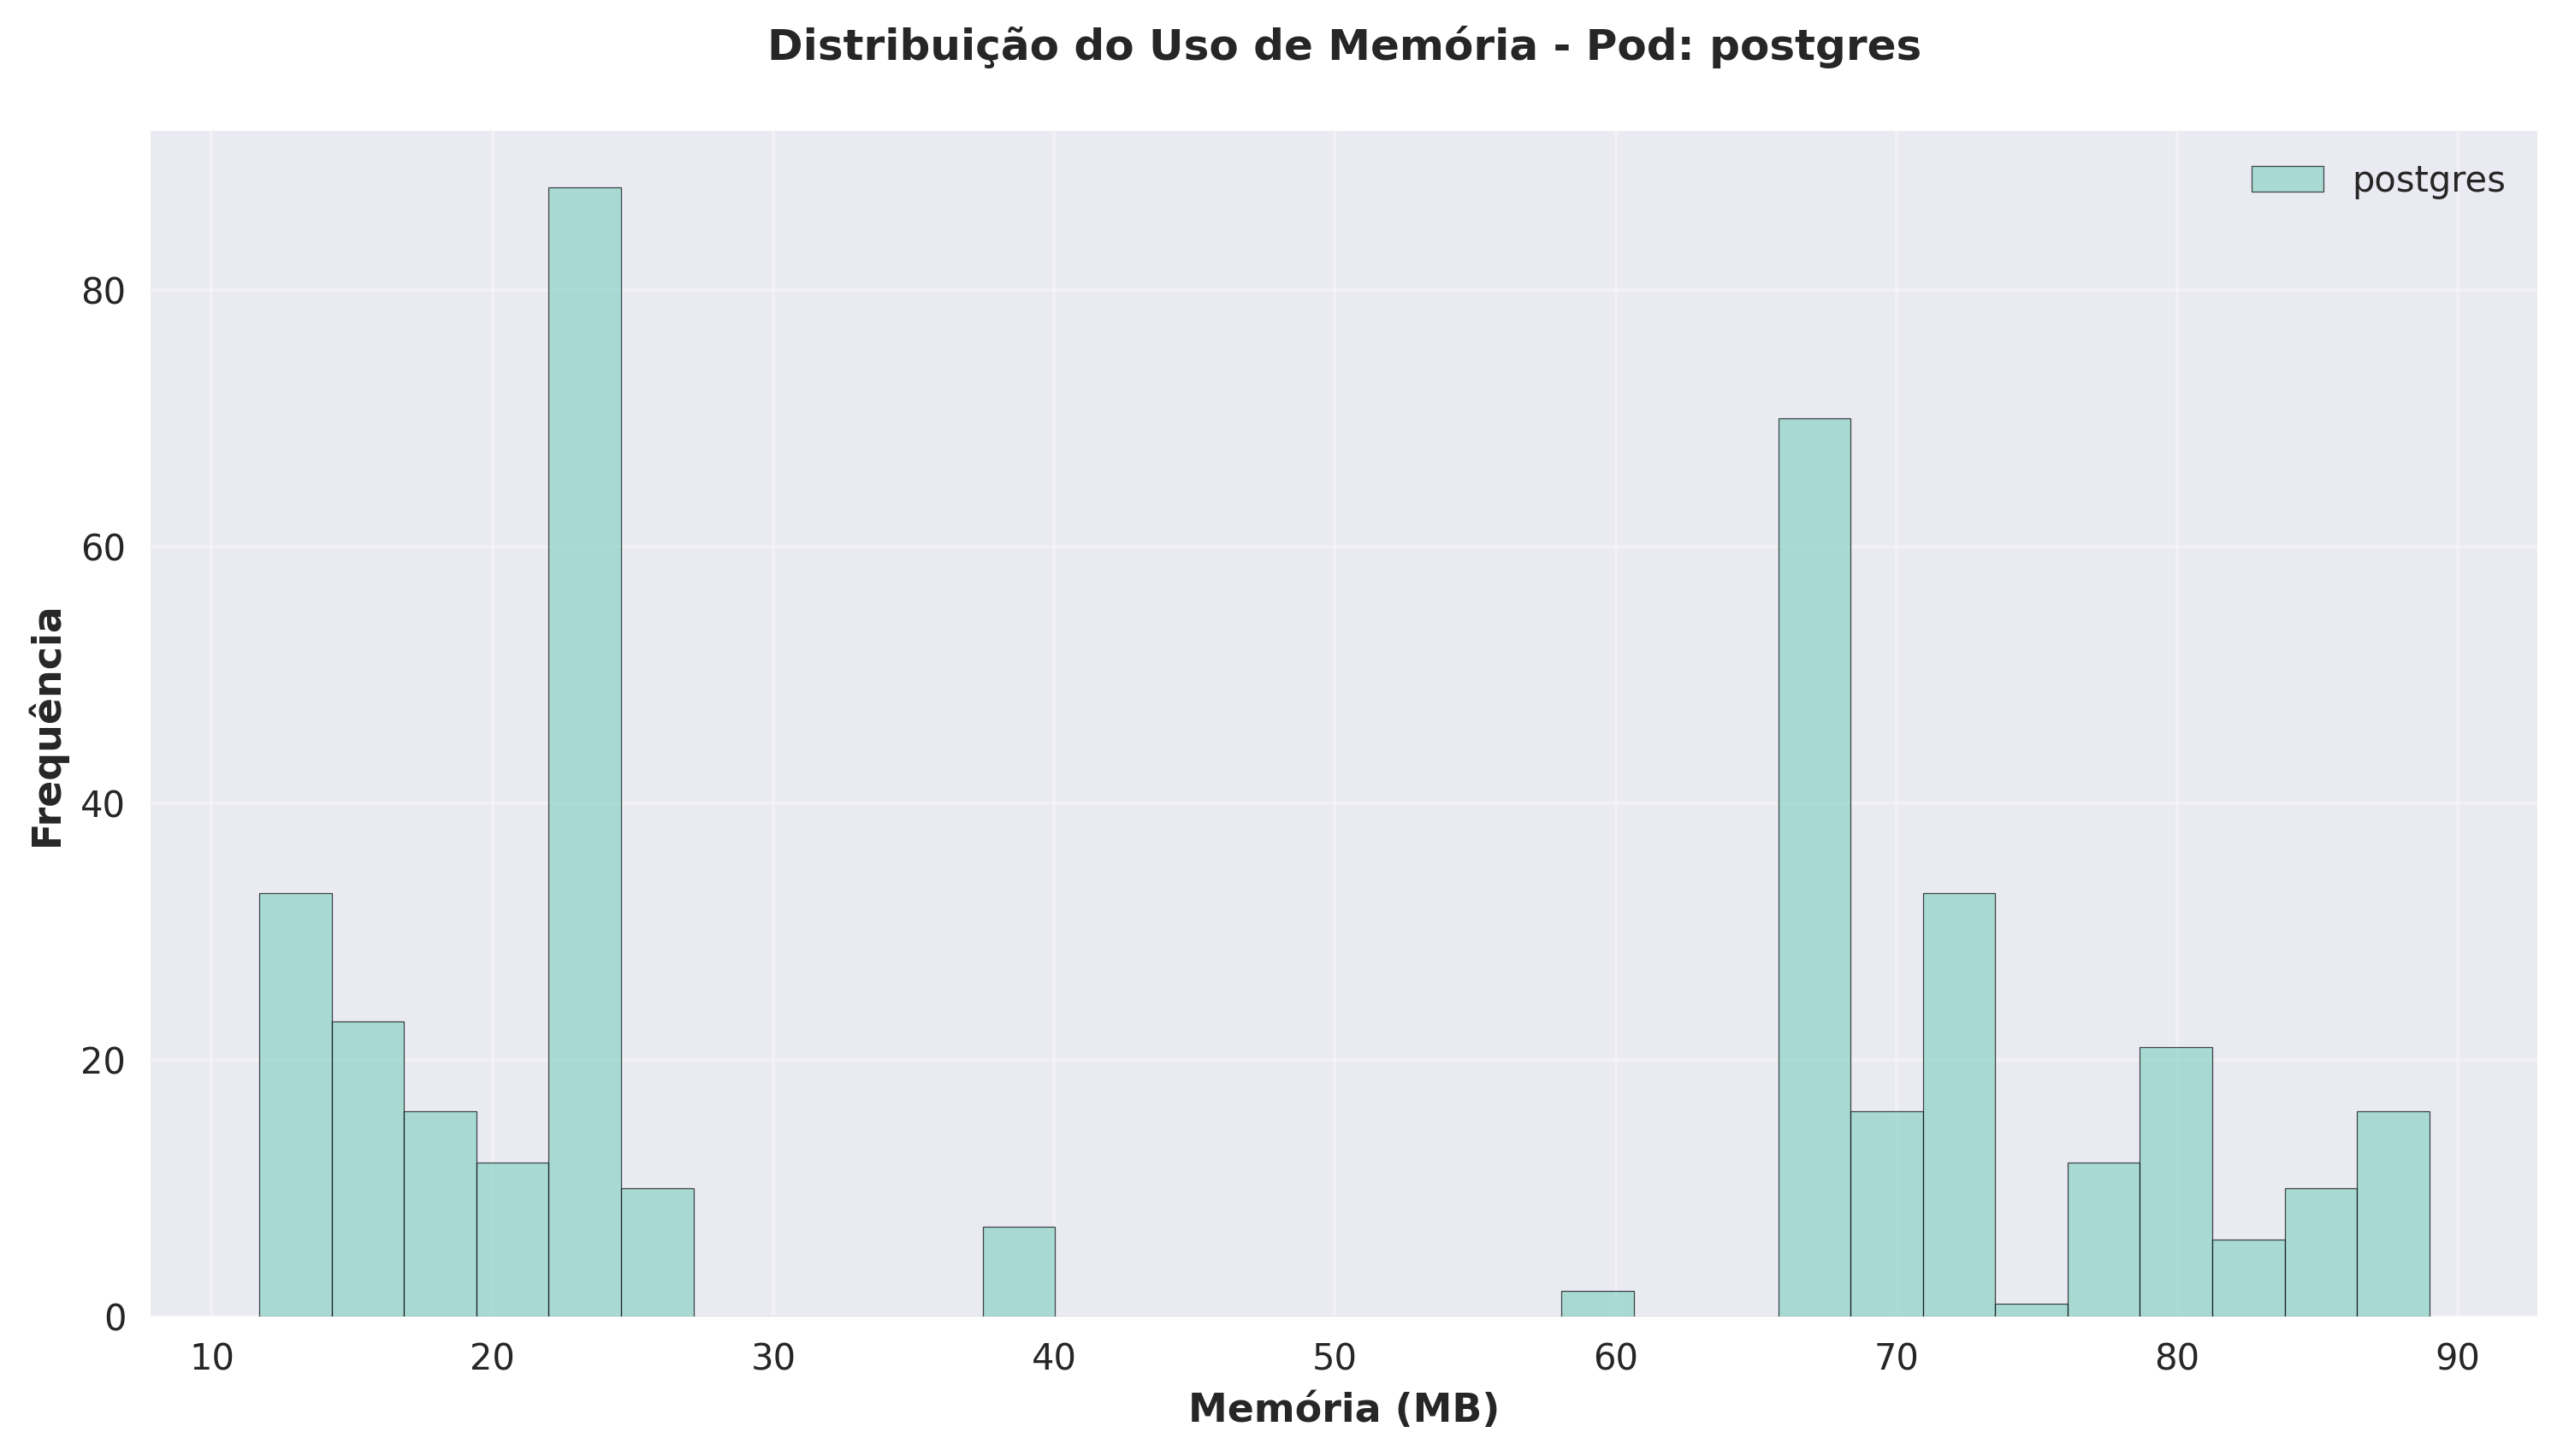 Distribuição do Uso de Memória - Pod: postgres
postgres
Frequência
80
60
40
20
0
10 20 30 40 50 60 70 80 90
Memória (MB)